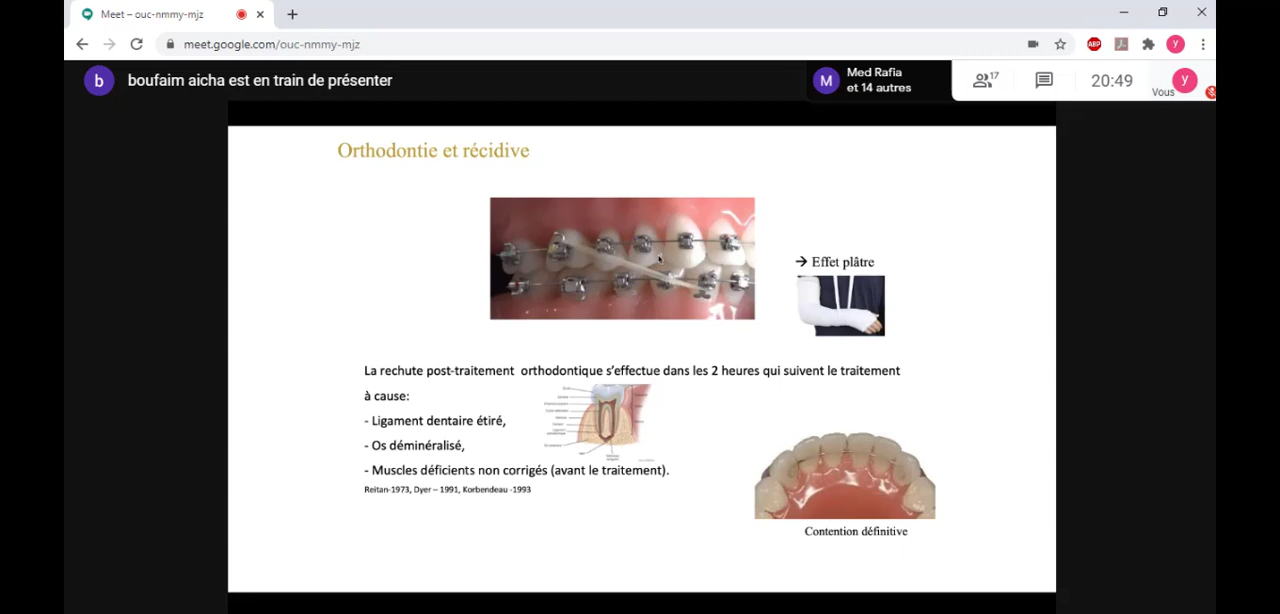 Meet – ouc-nmmy-mjz
meet.google.com/ouc-nmmy-mjz
ABP
y
b
boufaim aicha est en train de présenter
M
Med Rafia
et 14 autres
17
20:49
Vous
y
Orthodontie et récidive
→ Effet plâtre
La rechute post-traitement orthodontique s’effectue dans les 2 heures qui suivent le traitement
à cause:
- Ligament dentaire étiré,
- Os déminéralisé,
- Muscles déficients non corrigés (avant le traitement).
Reitan-1973, Dyer – 1991, Korbendeau -1993
Contention définitive